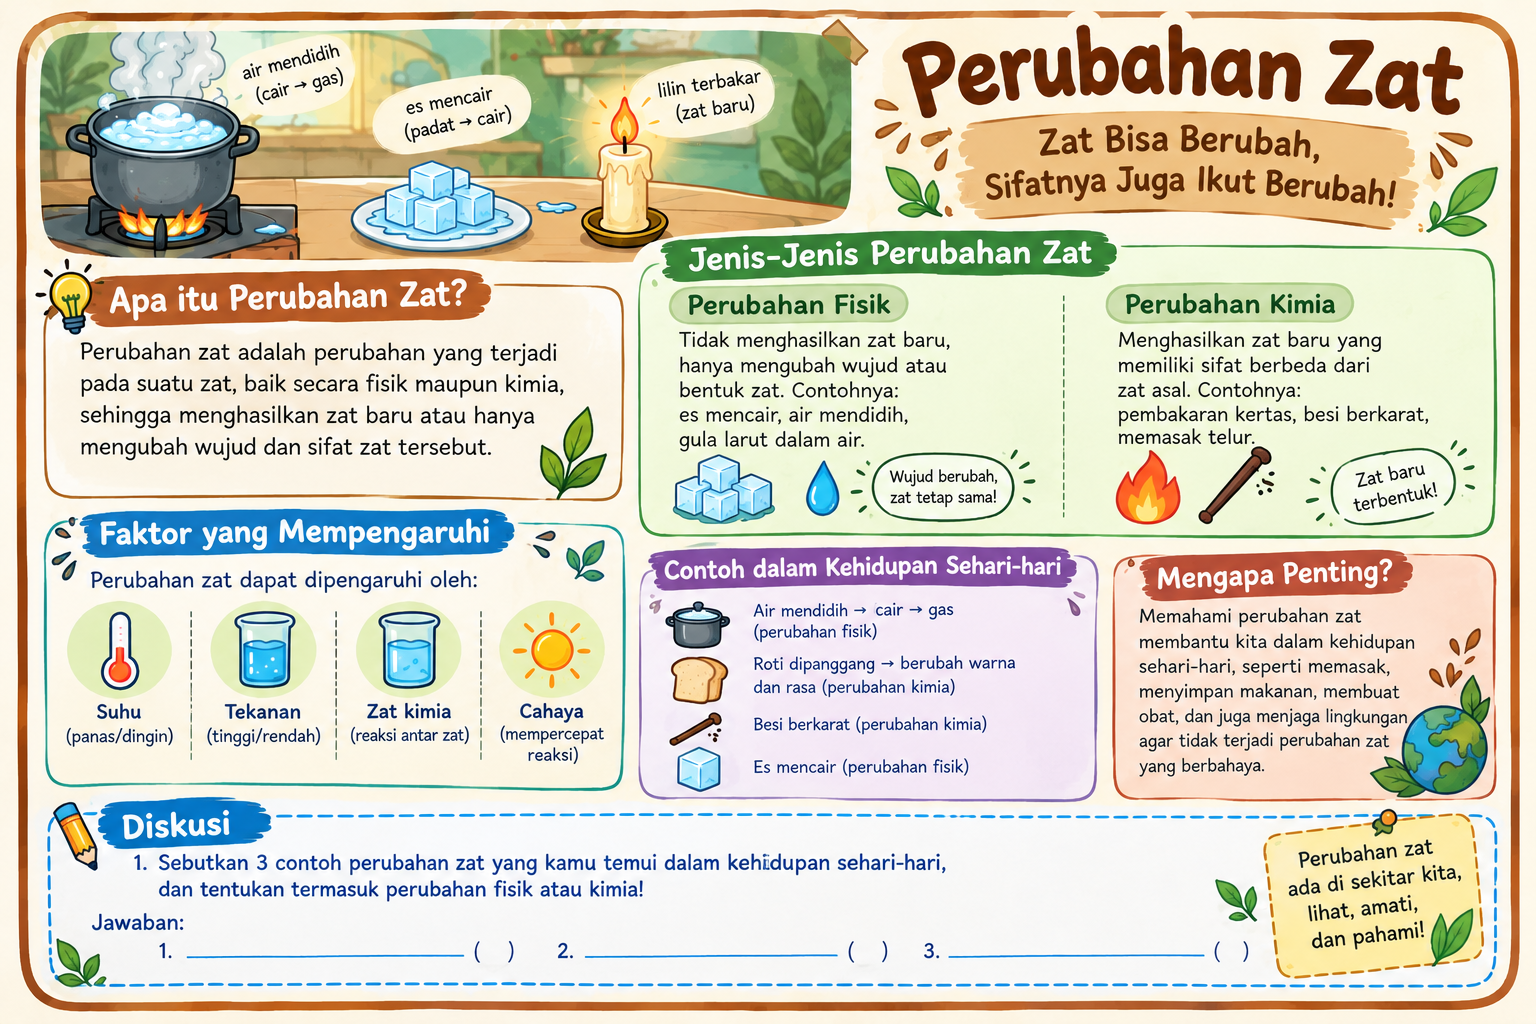 air mendidih
(cair → gas)
es mencair
(padat → cair)
lilin terbakar
(zat baru)
Perubahan Zat
Zat Bisa Berubah,
Sifatnya Juga Ikut Berubah!
Apa itu Perubahan Zat?
Perubahan zat adalah perubahan yang terjadi
pada suatu zat, baik secara fisik maupun kimia,
sehingga menghasilkan zat baru atau hanya
mengubah wujud dan sifat zat tersebut.
Jenis-Jenis Perubahan Zat
Perubahan Fisik
Tidak menghasilkan zat baru,
hanya mengubah wujud atau
bentuk zat. Contohnya:
es mencair, air mendidih,
gula larut dalam air.
Wujud berubah,
zat tetap sama!
Perubahan Kimia
Menghasilkan zat baru yang
memiliki sifat berbeda dari
zat asal. Contohnya:
pembakaran kertas, besi berkarat,
memasak telur.
Zat baru
terbentuk!
Faktor yang Mempengaruhi
Perubahan zat dapat dipengaruhi oleh:
Suhu
(panas/dingin)
Tekanan
(tinggi/rendah)
Zat kimia
(reaksi antar zat)
Cahaya
(mempercepat
reaksi)
Contoh dalam Kehidupan Sehari-hari
Air mendidih → cair → gas
(perubahan fisik)
Roti dipanggang → berubah warna
dan rasa (perubahan kimia)
Besi berkarat (perubahan kimia)
Es mencair (perubahan fisik)
Mengapa Penting?
Memahami perubahan zat
membantu kita dalam kehidupan
sehari-hari, seperti memasak,
menyimpan makanan, membuat
obat, dan juga menjaga lingkungan
agar tidak terjadi perubahan zat
yang berbahaya.
Diskusi
1. Sebutkan 3 contoh perubahan zat yang kamu temui dalam kehidupan sehari-hari,
dan tentukan termasuk perubahan fisik atau kimia!
Jawaban:
1. ____________________ ( ) 2. ____________________ ( ) 3. ____________________ ( )
Perubahan zat
ada di sekitar kita,
lihat, amati,
dan pahami!